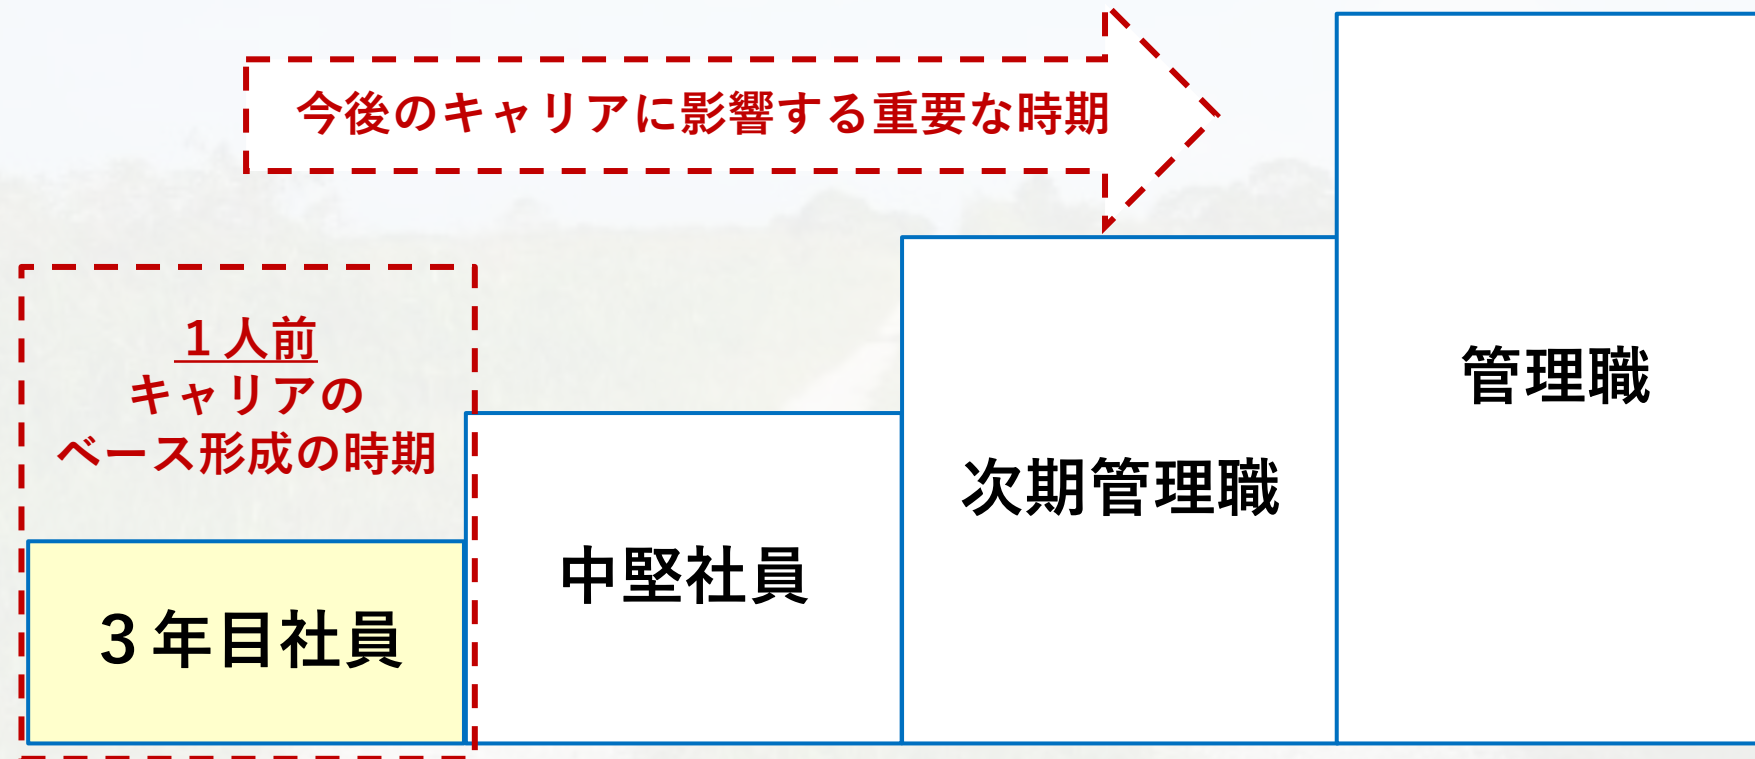 今後のキャリアに影響する重要な時期
１人前
キャリアの
ベース形成の時期
３年目社員
中堅社員
次期管理職
管理職